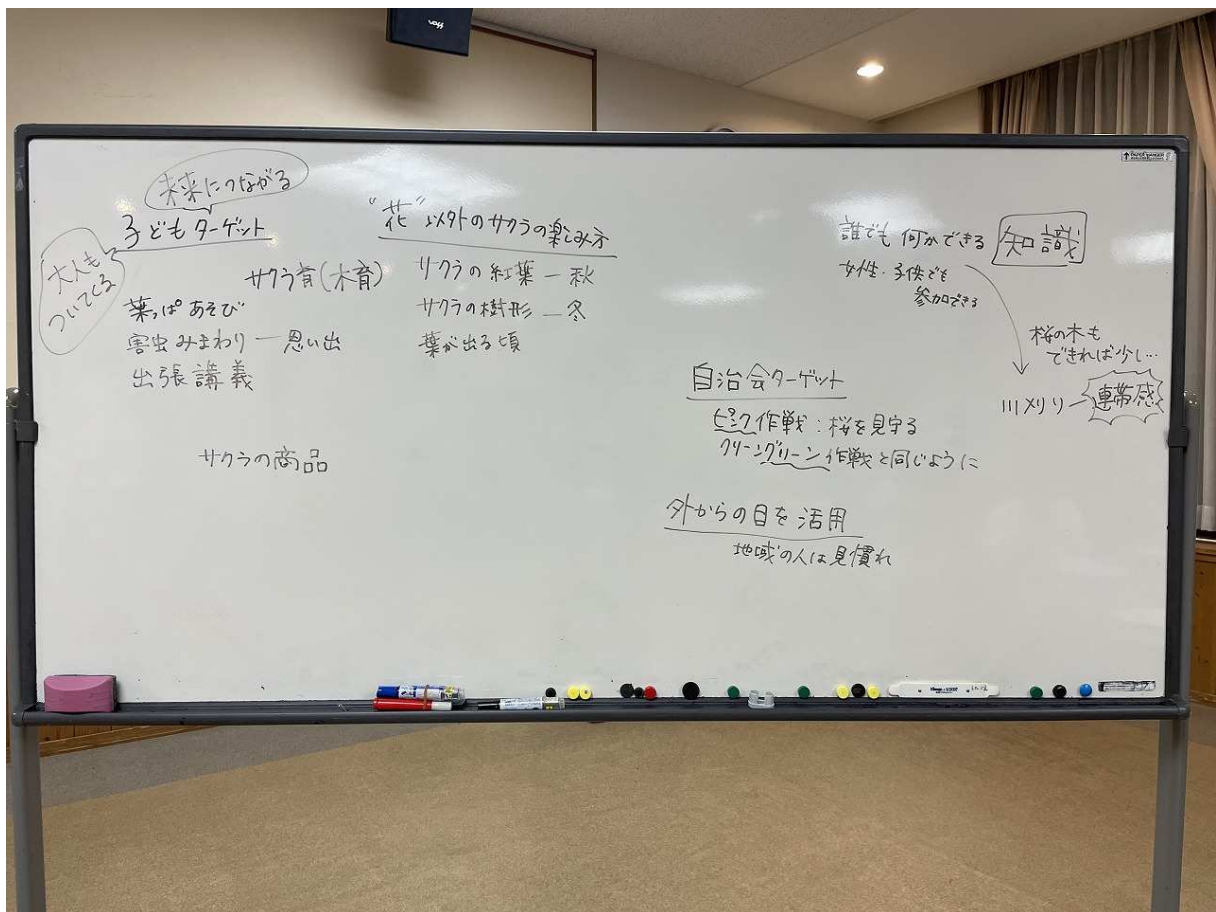 未来につながる
子どもターゲット
大人も
ついてくる
サクラ育(木育)
葉っぱあそび
害虫みまわり ― 思い出
出張講義
サクラの商品
"花"以外のサクラの楽しみ方
サクラの紅葉 ― 秋
サクラの樹形 ― 冬
葉が出る頃
誰でも何かできる 知識
女性・子供でも
参加できる
桜の木も
できれば少し…
川メリリ ― 連帯感
自治会ターゲット
ピンク作戦:桜を見守る
クリーングリーン作戦と同じように
外からの目を活用
地域の人は見慣れ